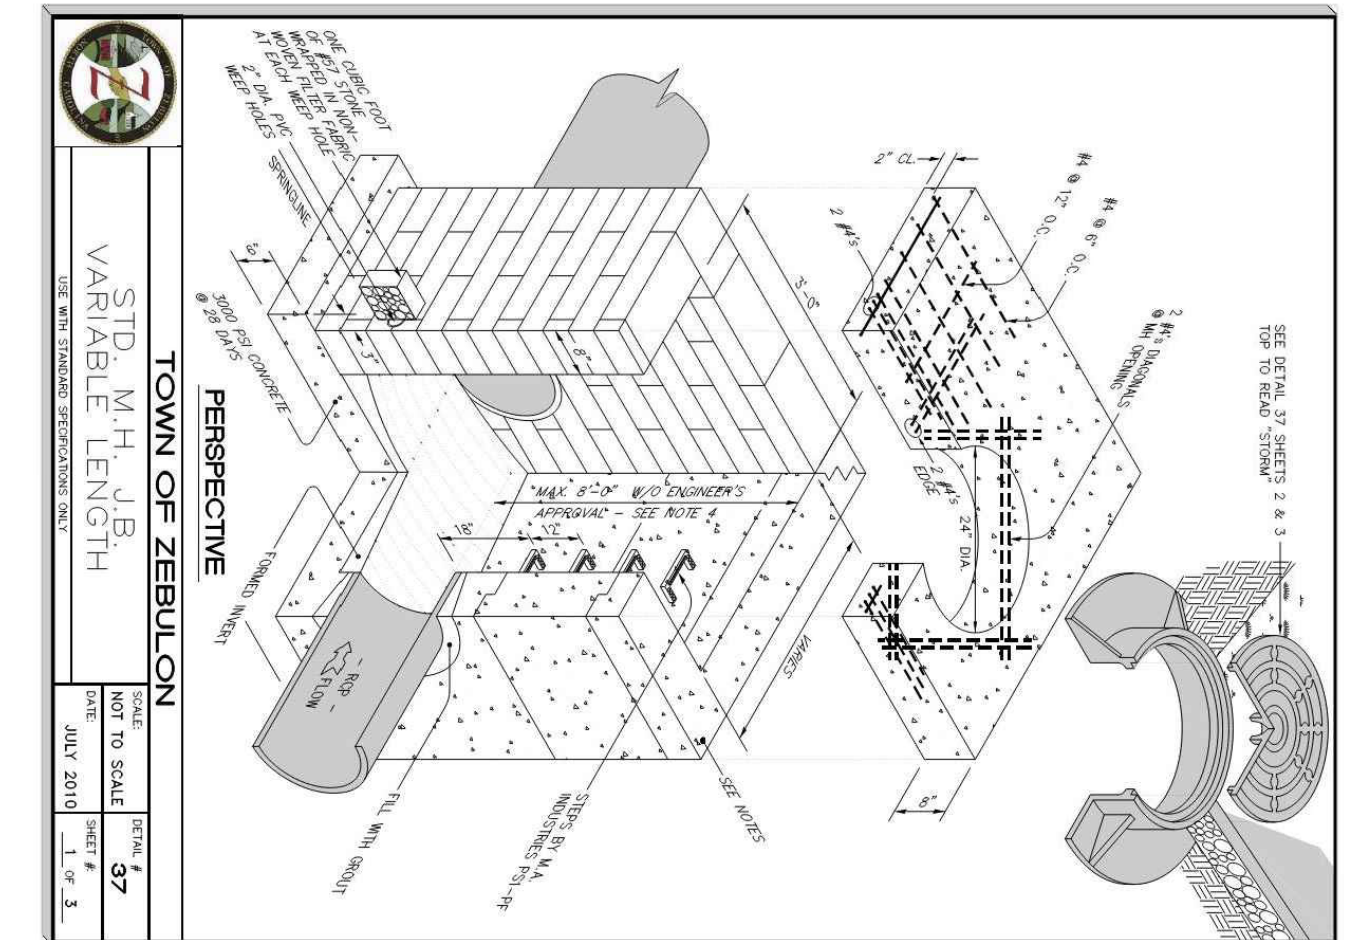 SEE DETAIL 37 SHEETS 2 & 3
TOP TO READ "STORM"
2 #4's DIAGONALS
@ MH OPENING
#4 @ 6" O.C.
#4 @ 12" O.C.
2" CL.
2 #4's
2 #4's
EDGE
24" DIA.
8"
3'-0"
VARIES
MAX. 8'-0" W/O ENGINEER'S
APPROVAL - SEE NOTE 4
12"
18"
8"
3"
SEE NOTES
STEPS BY M.A.
INDUSTRIES PS1-PF
FILL WITH GROUT
ONE CUBIC FOOT
OF #57 STONE
WRAPPED IN NON-
WOVEN FILTER FABRIC
AT EACH WEEP HOLE
2" DIA. PVC
WEEP HOLES
SPRINGLINE
6"
3000 PSI CONCRETE
@ 28 DAYS
FORMED INVERT
- RCP -
FLOW
PERSPECTIVE
TOWN OF ZEBULON
STD. M.H. J.B.
VARIABLE LENGTH
USE WITH STANDARD SPECIFICATIONS ONLY
SCALE:
NOT TO SCALE
DETAIL #
37
DATE:
JULY 2010
SHEET #:
1 OF 3
TOWN OF ZEBULON
Z